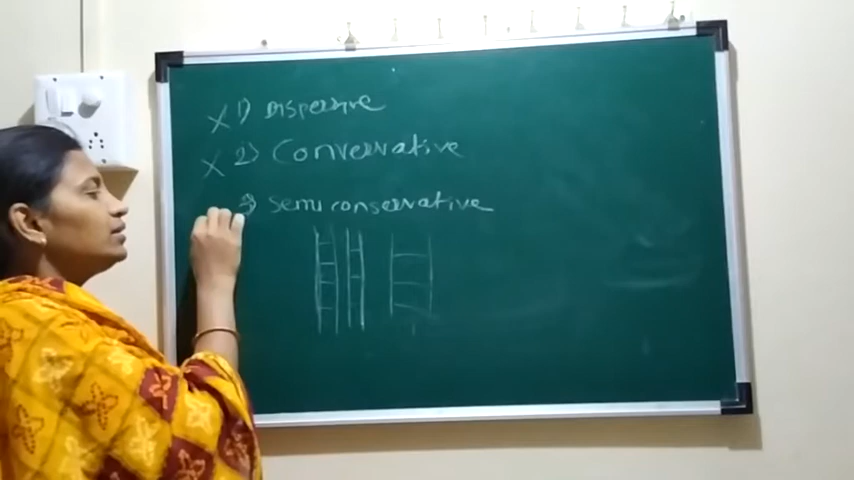 X 1) Dispersive
X 2) Conservative
3) semi conservative